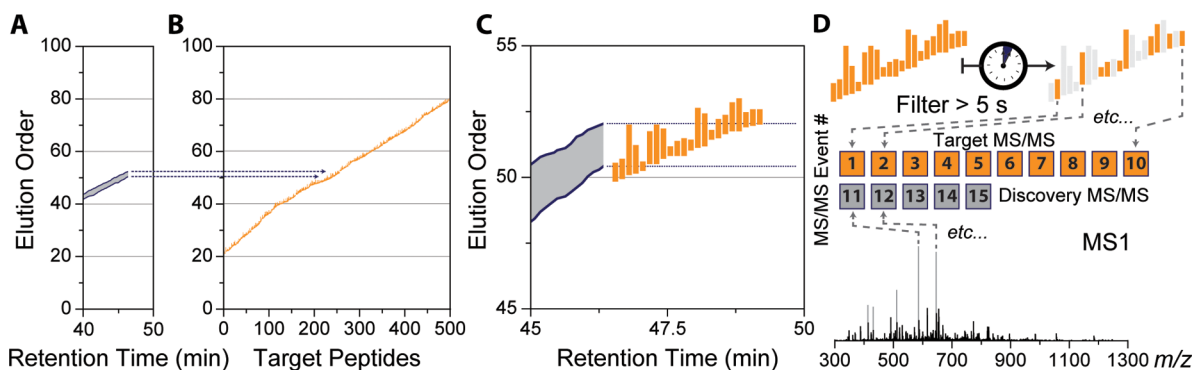 A
Elution Order
100
80
60
40
20
0
40
50
Retention Time (min)
B
100
80
60
40
20
0
0
100
200
300
400
500
Target Peptides
C
Elution Order
55
50
45
45
47.5
50
Retention Time (min)
D
Filter > 5 s
etc...
MS/MS Event #
Target MS/MS
1 2 3 4 5 6 7 8 9 10
11 12 13 14 15 Discovery MS/MS
etc...
MS1
300 500 700 900 1100 1300 m/z